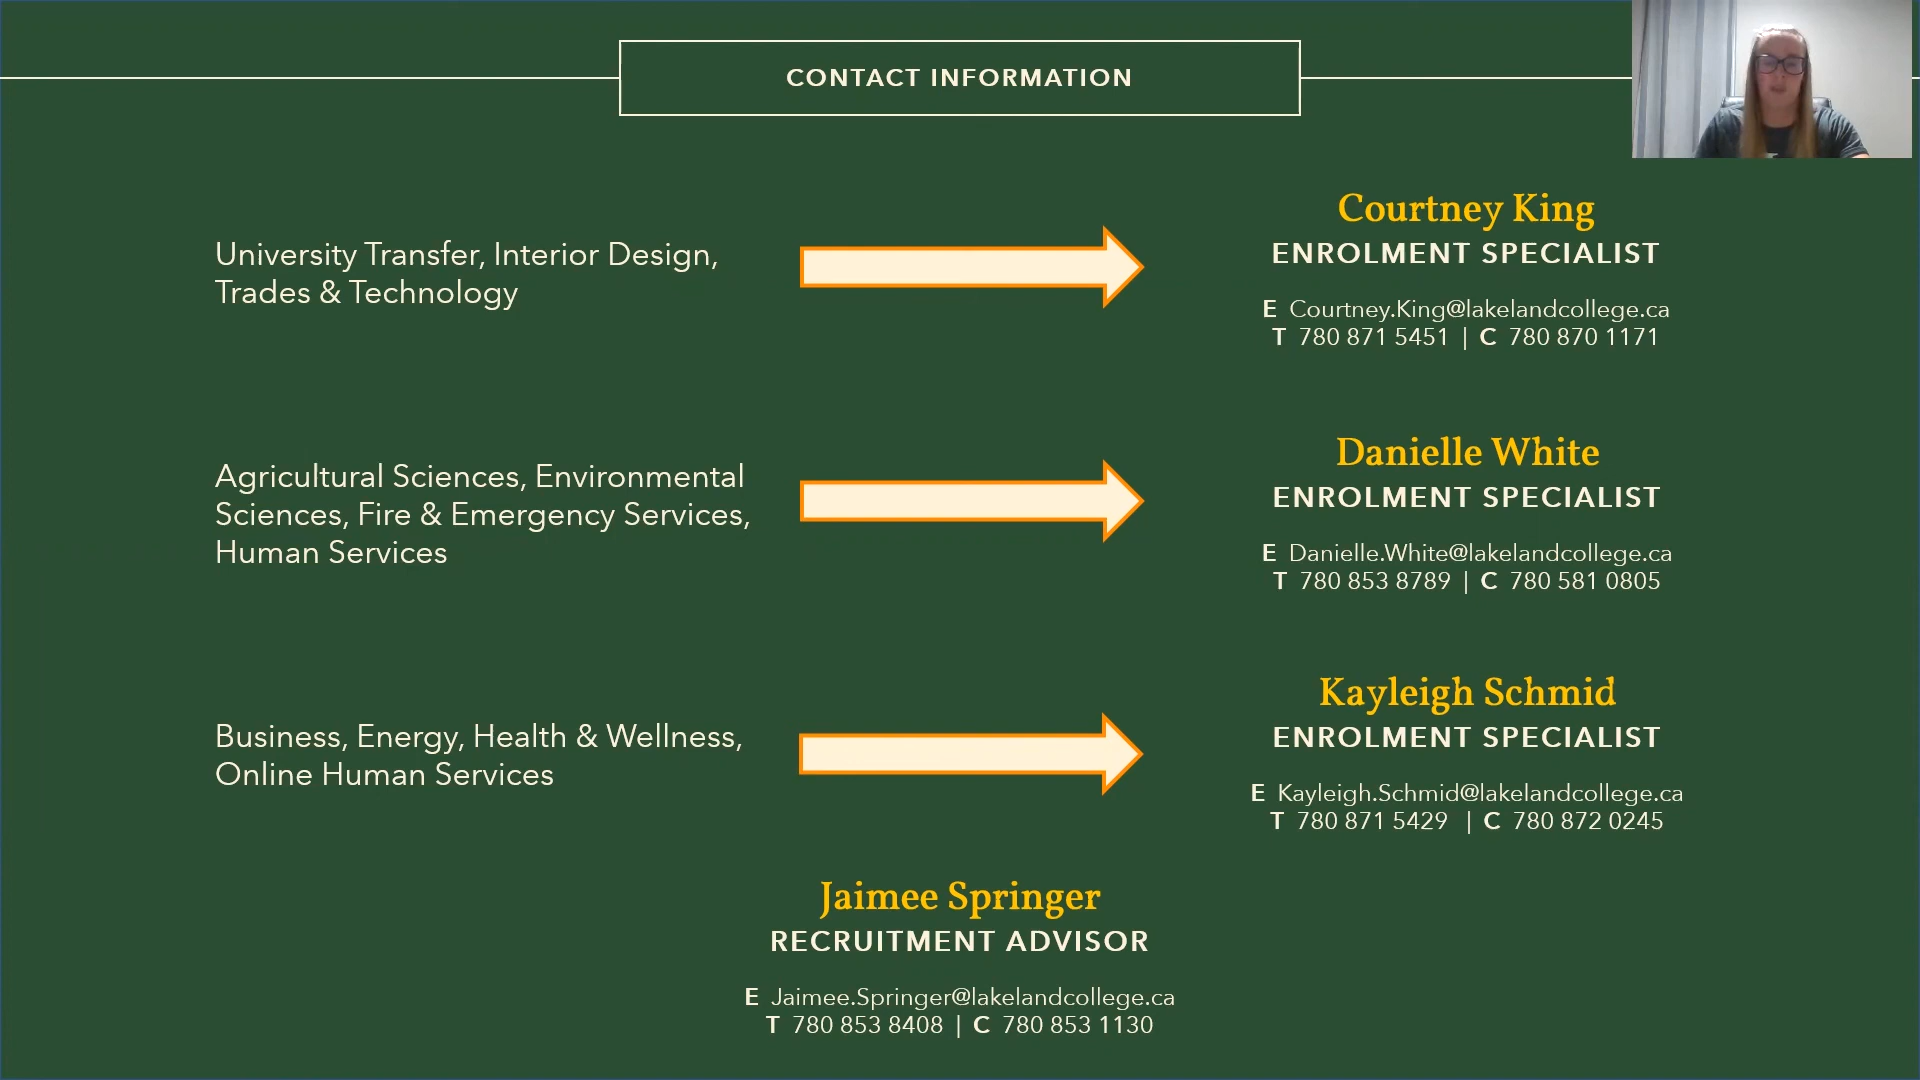 CONTACT INFORMATION
University Transfer, Interior Design,
Trades & Technology
Courtney King
ENROLMENT SPECIALIST
E Courtney.King@lakelandcollege.ca
T 780 871 5451 | C 780 870 1171
Agricultural Sciences, Environmental
Sciences, Fire & Emergency Services,
Human Services
Danielle White
ENROLMENT SPECIALIST
E Danielle.White@lakelandcollege.ca
T 780 853 8789 | C 780 581 0805
Business, Energy, Health & Wellness,
Online Human Services
Kayleigh Schmid
ENROLMENT SPECIALIST
E Kayleigh.Schmid@lakelandcollege.ca
T 780 871 5429 | C 780 872 0245
Jaimee Springer
RECRUITMENT ADVISOR
E Jaimee.Springer@lakelandcollege.ca
T 780 853 8408 | C 780 853 1130